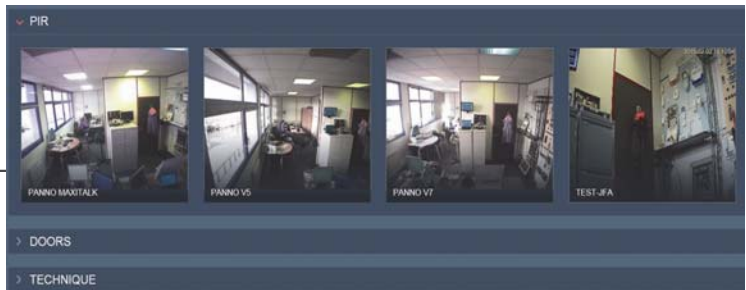 PIR
PANNO MAXITALK
PANNO V5
PANNO V7
TEST-JFA
DOORS
TECHNIQUE